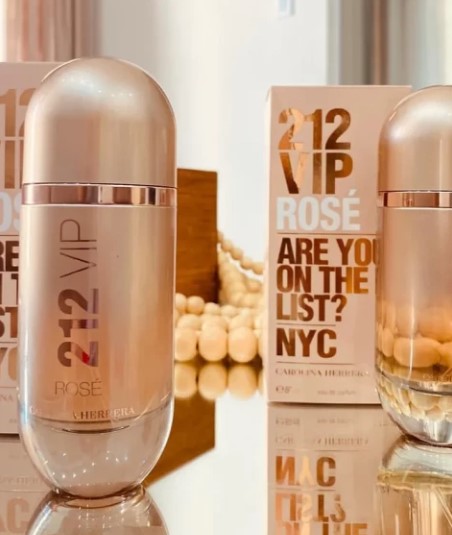 212 VIP
ROSÉ
CAROLINA HERRERA
212
VIP
ROSÉ
ARE YOU
ON THE
LIST?
NYC
CAROLINA HERRERA